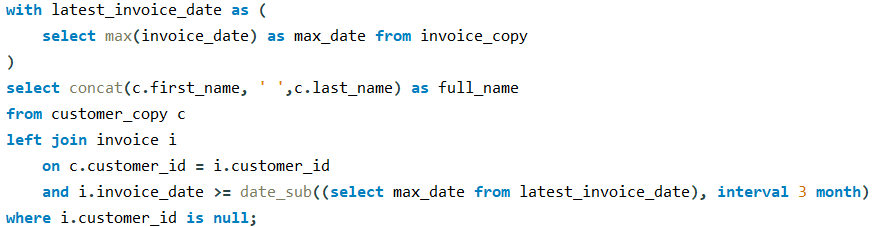 with latest_invoice_date as (
    select max(invoice_date) as max_date from invoice_copy
)
select concat(c.first_name, ' ',c.last_name) as full_name
from customer_copy c
left join invoice i
    on c.customer_id = i.customer_id
    and i.invoice_date >= date_sub((select max_date from latest_invoice_date), interval 3 month)
where i.customer_id is null;